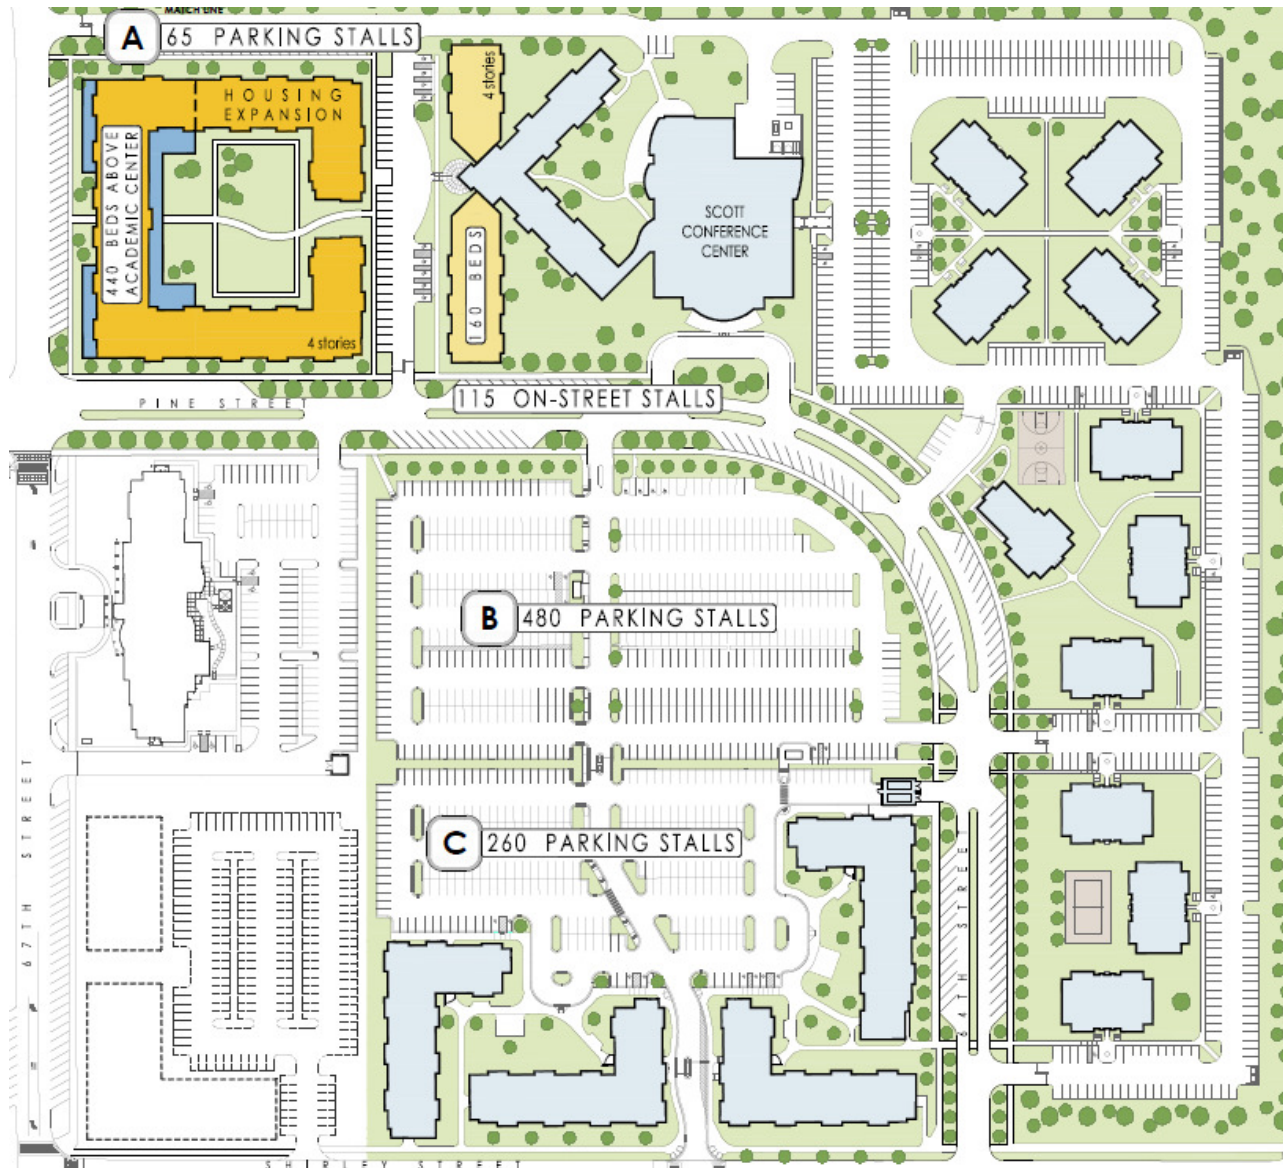 MATCH LINE
A 65 PARKING STALLS
HOUSING
EXPANSION
440 BEDS ABOVE
ACADEMIC CENTER
4 stories
4 stories
160 BEDS
SCOTT
CONFERENCE
CENTER
115 ON-STREET STALLS
PINE STREET
B 480 PARKING STALLS
C 260 PARKING STALLS
67TH STREET
64TH STREET
SHIRLEY STREET